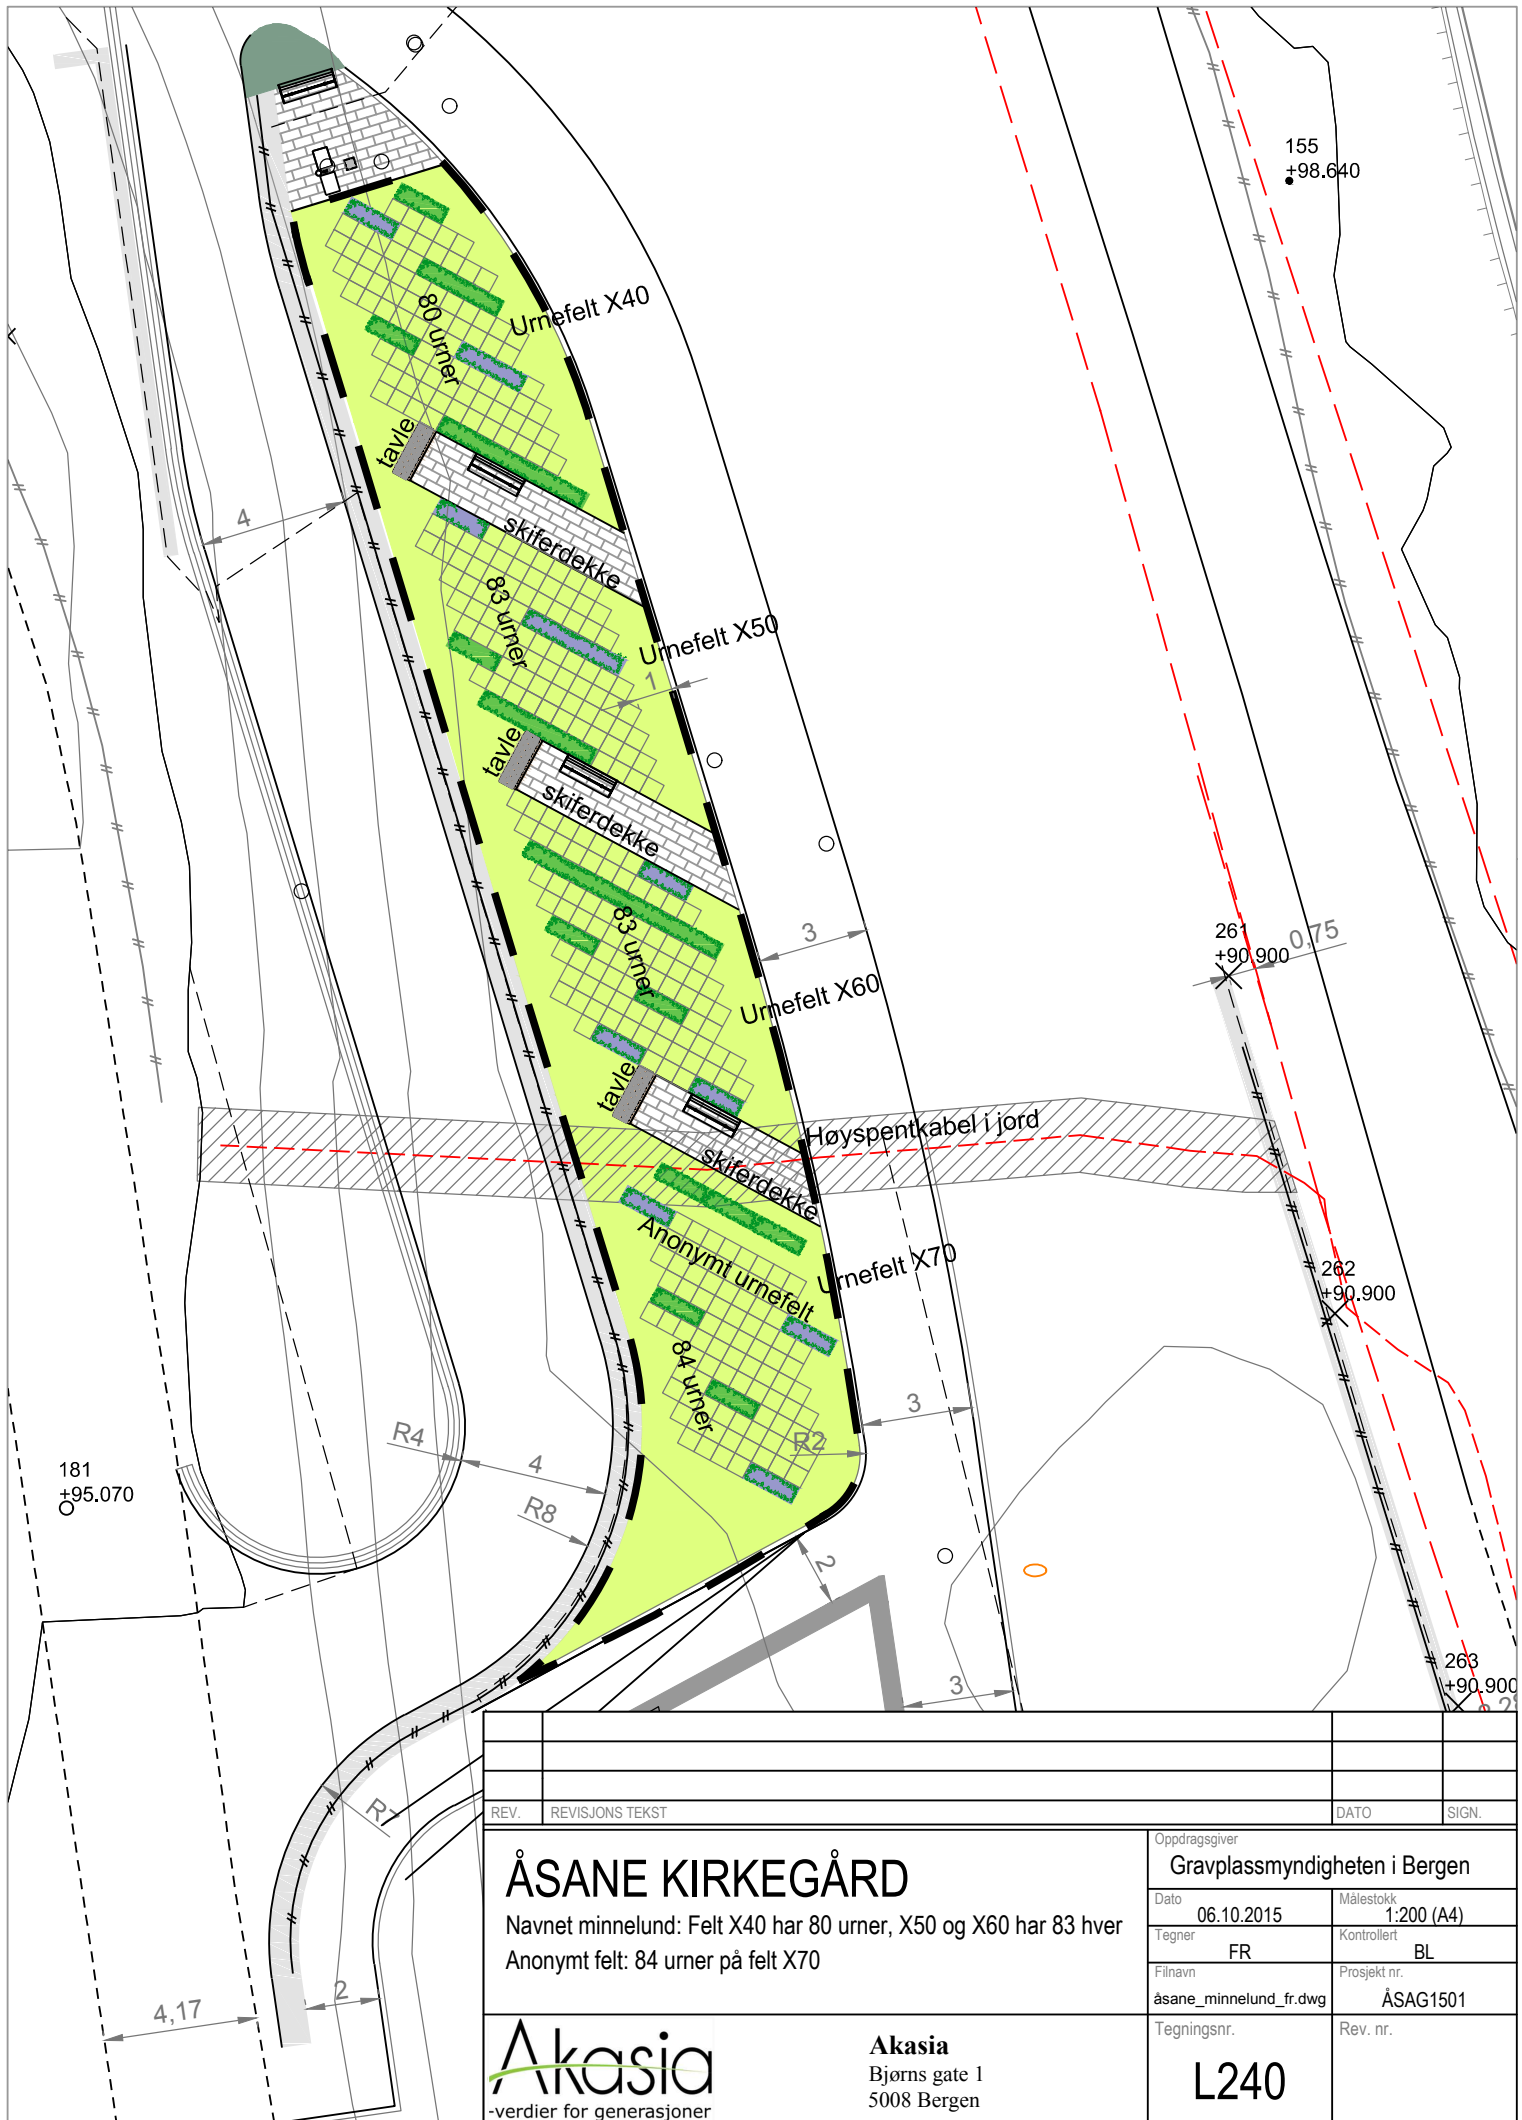 155
+98.640
Urnefelt X40
80 urner
tavle
4
skiferdekke
83 urner
Urnefelt X50
1
tavle
skiferdekke
83 urner
3
261
+90.900
0,75
Urnefelt X60
tavle
Høyspentkabel i jord
skiferdekke
Anonymt urnefelt
Urnefelt X70
262
+90.900
84 urner
3
R2
R4
4
181
+95.070
R8
2
263
+90.900
3
R7
4,17
2
REV.
REVISJONS TEKST
DATO
SIGN.
ÅSANE KIRKEGÅRD
Navnet minnelund: Felt X40 har 80 urner, X50 og X60 har 83 hver
Anonymt felt: 84 urner på felt X70
Oppdragsgiver
Gravplassmyndigheten i Bergen
Dato
06.10.2015
Målestokk
1:200 (A4)
Tegner
FR
Kontrollert
BL
Filnavn
åsane_minnelund_fr.dwg
Prosjekt nr.
ÅSAG1501
Akasia
-verdier for generasjoner
Akasia
Bjørns gate 1
5008 Bergen
Tegningsnr.
L240
Rev. nr.